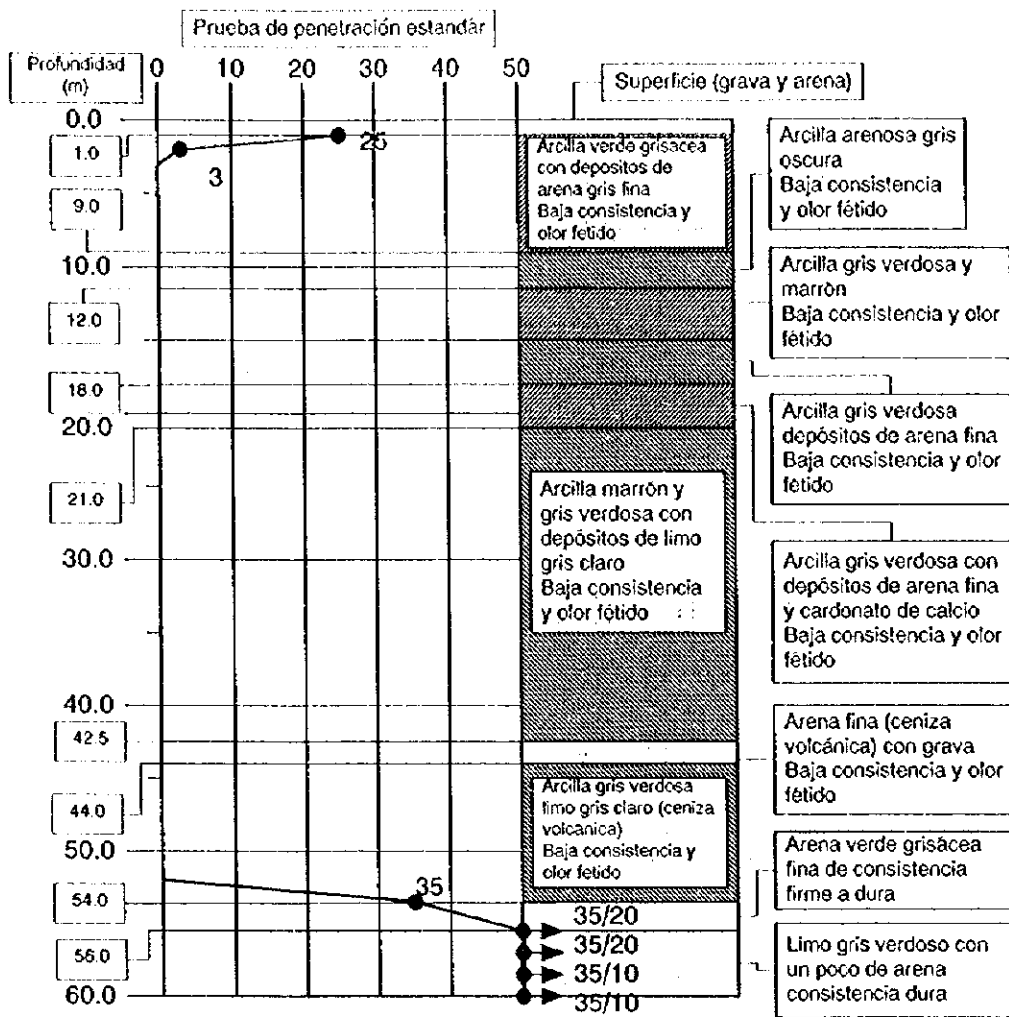 Prueba de penetración estandar
Profundidad
(m)
0 10 20 30 40 50
Superficie (grava y arena)
0.0
1.0
9.0
10.0
12.0
18.0
20.0
21.0
30.0
40.0
42.5
44.0
50.0
54.0
56.0
60.0
25
3
35
35/20
35/20
35/10
35/10
Arcilla verde grisácea
con depositos de
arena gris fina
Baja consistencia y
olor fétido
Arcilla marrón y
gris verdosa con
depósitos de limo
gris claro
Baja consistencia
y olor fétido
Arcilla gris verdosa
limo gris claro (ceniza
volcánica)
Baja consistencia y
olor fetido
Arcilla arenosa gris
oscura
Baja consistencia
y olor fétido
Arcilla gris verdosa y
marrón
Baja consistencia y olor
fétido
Arcilla gris verdosa
depósitos de arena fina
Baja consistencia y olor
fétido
Arcilla gris verdosa con
depósitos de arena fina
y cardonato de calcio
Baja consistencia y olor
fétido
Arena fina (ceniza
volcánica) con grava
Baja consistencia y olor
fétido
Arena verde grisácea
fina de consistencia
firme a dura
Limo gris verdoso con
un poco de arena
consistencia dura